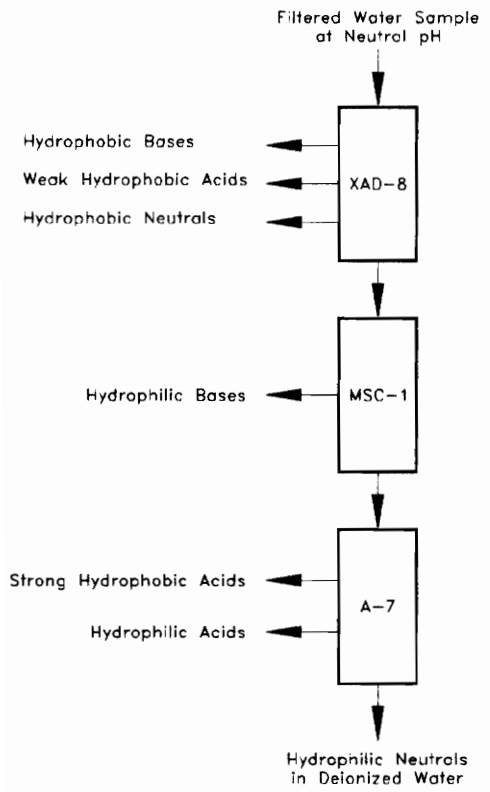 Filtered Water Sample
at Neutral pH
Hydrophobic Bases
Weak Hydrophobic Acids
Hydrophobic Neutrals
XAD-8
Hydrophilic Bases
MSC-1
Strong Hydrophobic Acids
Hydrophilic Acids
A-7
Hydrophilic Neutrals
in Deionized Water